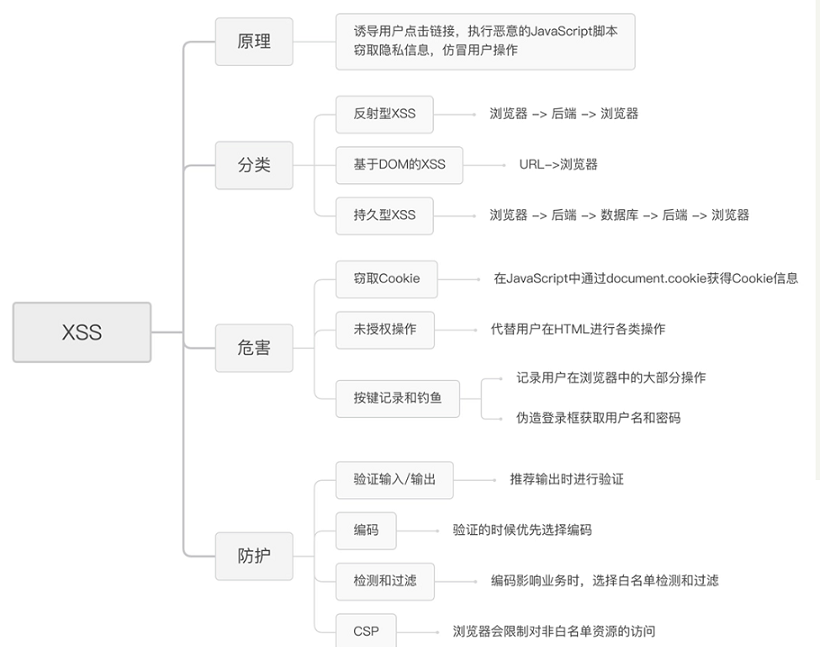 XSS
原理
诱导用户点击链接，执行恶意的JavaScript脚本
窃取隐私信息，仿冒用户操作
分类
反射型XSS
浏览器 -> 后端 -> 浏览器
基于DOM的XSS
URL->浏览器
持久型XSS
浏览器 -> 后端 -> 数据库 -> 后端 -> 浏览器
危害
窃取Cookie
在JavaScript中通过document.cookie获得Cookie信息
未授权操作
代替用户在HTML进行各类操作
按键记录和钓鱼
记录用户在浏览器中的大部分操作
伪造登录框获取用户名和密码
防护
验证输入/输出
推荐输出时进行验证
编码
验证的时候优先选择编码
检测和过滤
编码影响业务时，选择白名单检测和过滤
CSP
浏览器会限制对非白名单资源的访问